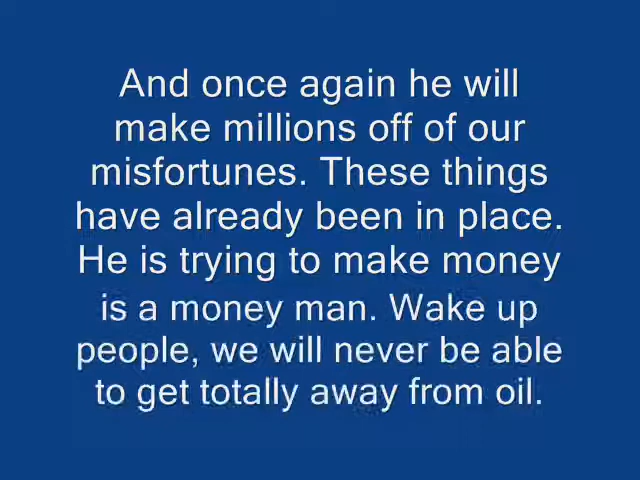 And once again he will
make millions off of our
misfortunes. These things
have already been in place.
He is trying to make money
is a money man. Wake up
people, we will never be able
to get totally away from oil.